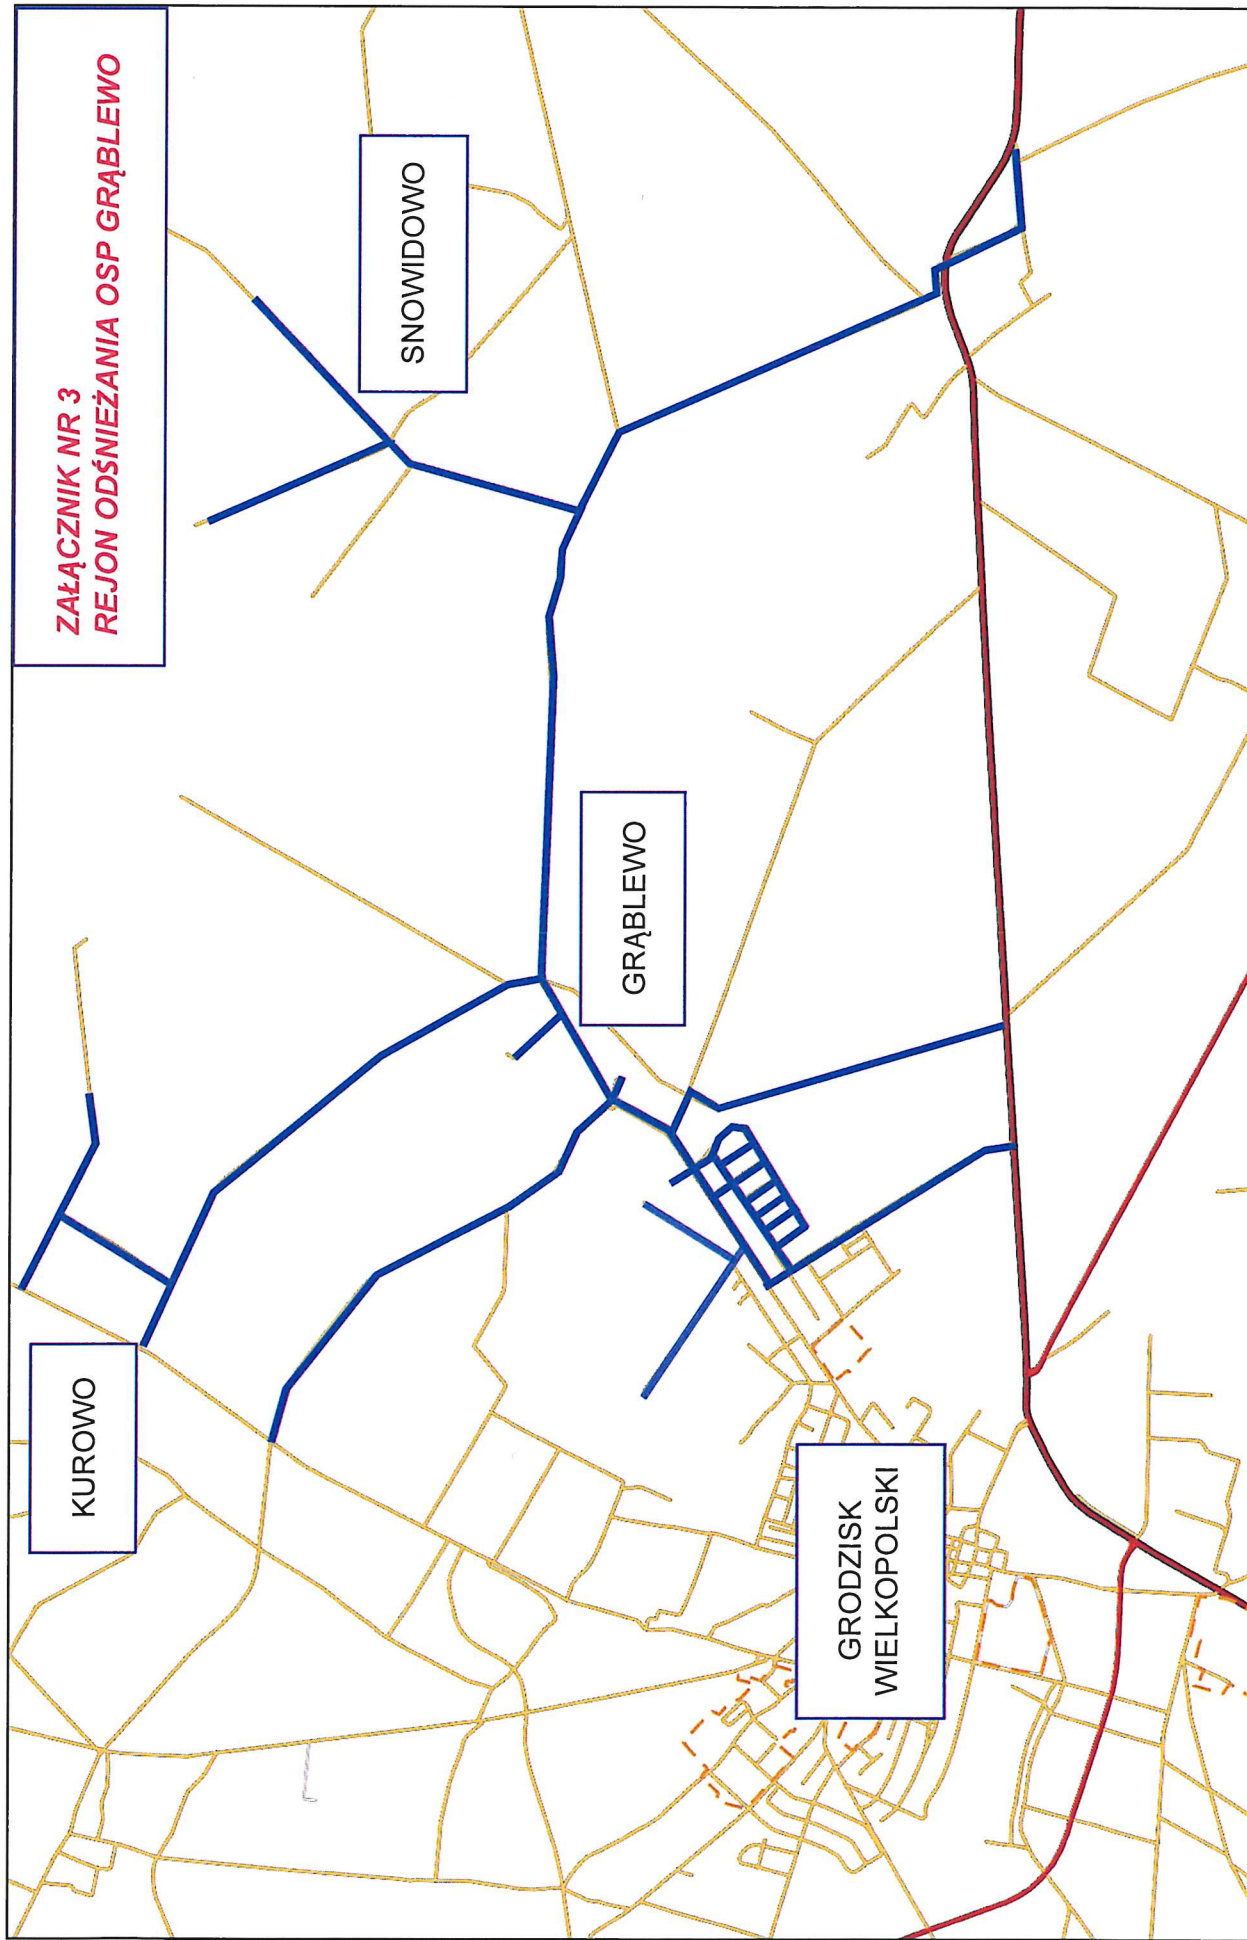 ZAŁĄCZNIK NR 3
REJON ODŚNIEŻANIA OSP GRĄBLEWO
SNOWIDOWO
GRĄBLEWO
KUROWO
GRODZISK
WIELKOPOLSKI